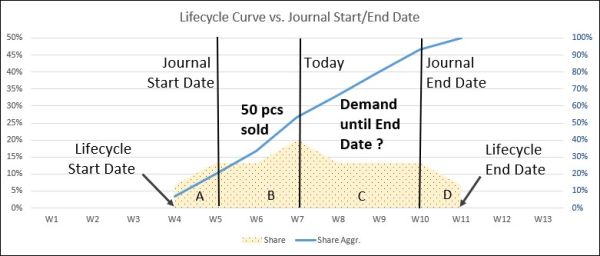 Lifecycle Curve vs. Journal Start/End Date
50%
45%
40%
35%
30%
25%
20%
15%
10%
5%
0%
100%
90%
80%
70%
60%
50%
40%
30%
20%
10%
0%
Journal
Start Date
Today
Journal
End Date
50 pcs
sold
Demand
until End
Date ?
Lifecycle
Start Date
Lifecycle
End Date
A
B
C
D
W1 W2 W3 W4 W5 W6 W7 W8 W9 W10 W11 W12 W13
Share Share Aggr.